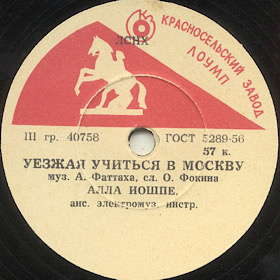 КЗ
КРАСНОСЕЛЬСКИЙ ЗАВОД
ЛОУМП
ЛСНХ
III гр. 40758 ГОСТ 5289-56
57 к.
УЕЗЖАЯ УЧИТЬСЯ В МОСКВУ
муз. А. Фаттаха, сл. О. Фокина
АЛЛА ИОШПЕ,
анс. электромуз. инстр.